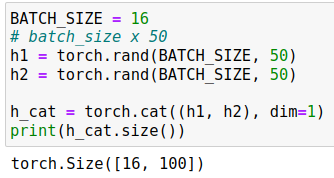 BATCH_SIZE = 16
# batch_size x 50
h1 = torch.rand(BATCH_SIZE, 50)
h2 = torch.rand(BATCH_SIZE, 50)
h_cat = torch.cat((h1, h2), dim=1)
print(h_cat.size())
torch.Size([16, 100])